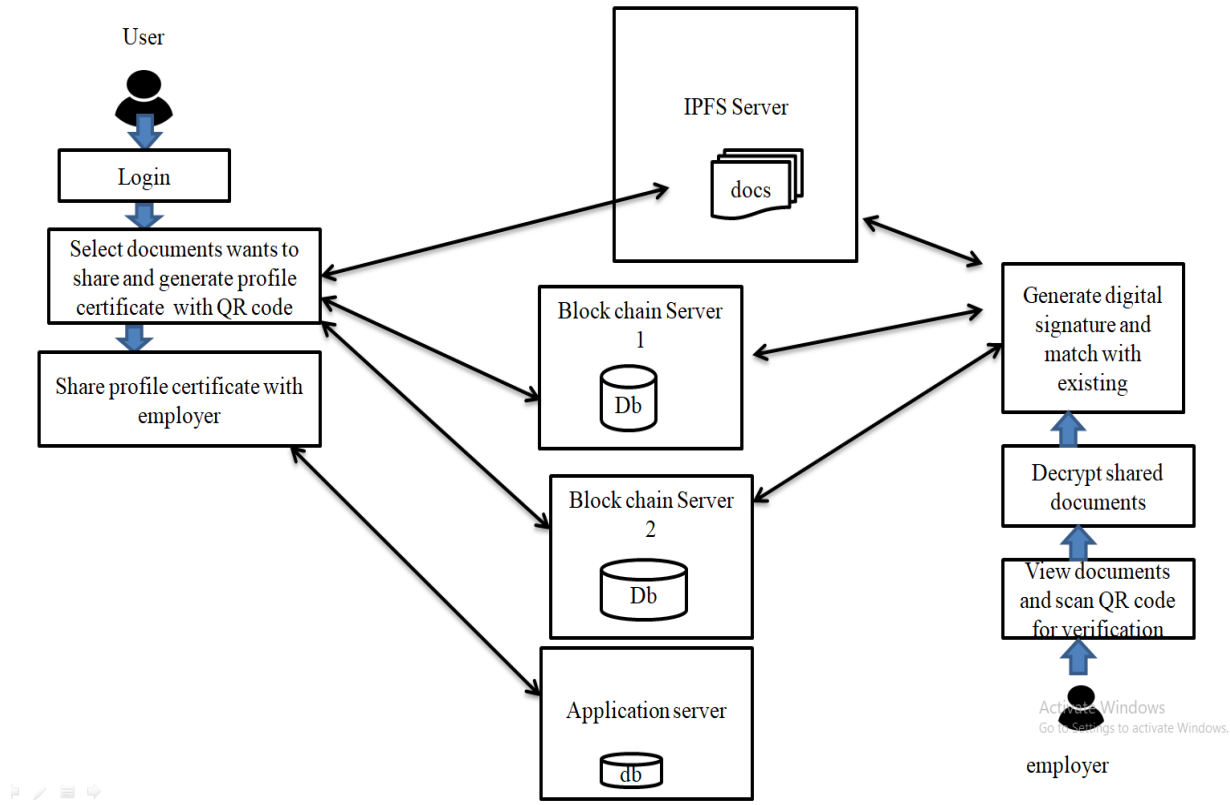 User
Login
Select documents wants to
share and generate profile
certificate with QR code
Share profile certificate with
employer
IPFS Server
docs
Block chain Server
1
Db
Block chain Server
2
Db
Application server
db
Generate digital
signature and
match with
existing
Decrypt shared
documents
View documents
and scan QR code
for verification
Activate Windows
Go to Settings to activate Windows.
employer